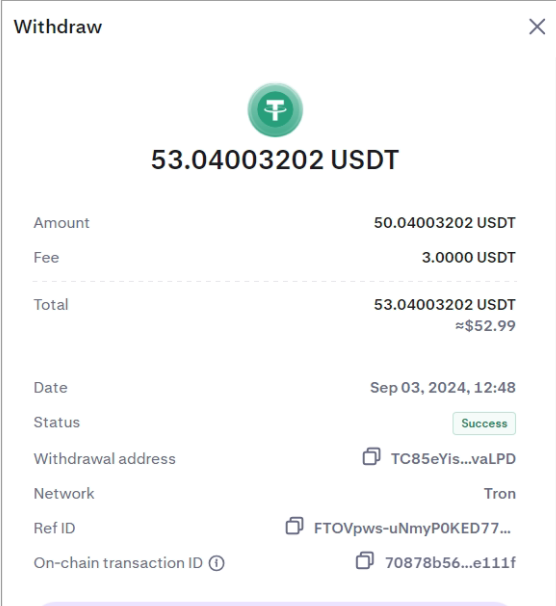 Withdraw
53.04003202 USDT
Amount 50.04003202 USDT
Fee 3.0000 USDT
Total 53.04003202 USDT
≈$52.99
Date Sep 03, 2024, 12:48
Status Success
Withdrawal address TC85eYis...vaLPD
Network Tron
Ref ID FTOVpws-uNmyP0KED77...
On-chain transaction ID 70878b56...e111f